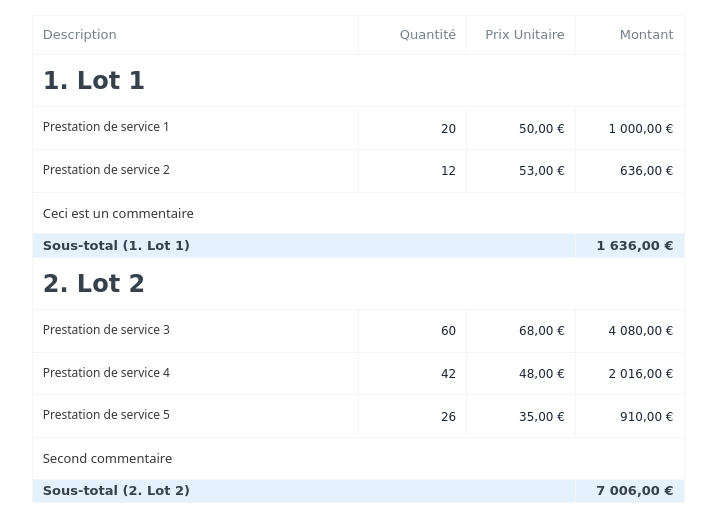 Description Quantité Prix Unitaire Montant
1. Lot 1
Prestation de service 1 20 50,00 € 1 000,00 €
Prestation de service 2 12 53,00 € 636,00 €
Ceci est un commentaire
Sous-total (1. Lot 1) 1 636,00 €
2. Lot 2
Prestation de service 3 60 68,00 € 4 080,00 €
Prestation de service 4 42 48,00 € 2 016,00 €
Prestation de service 5 26 35,00 € 910,00 €
Second commentaire
Sous-total (2. Lot 2) 7 006,00 €